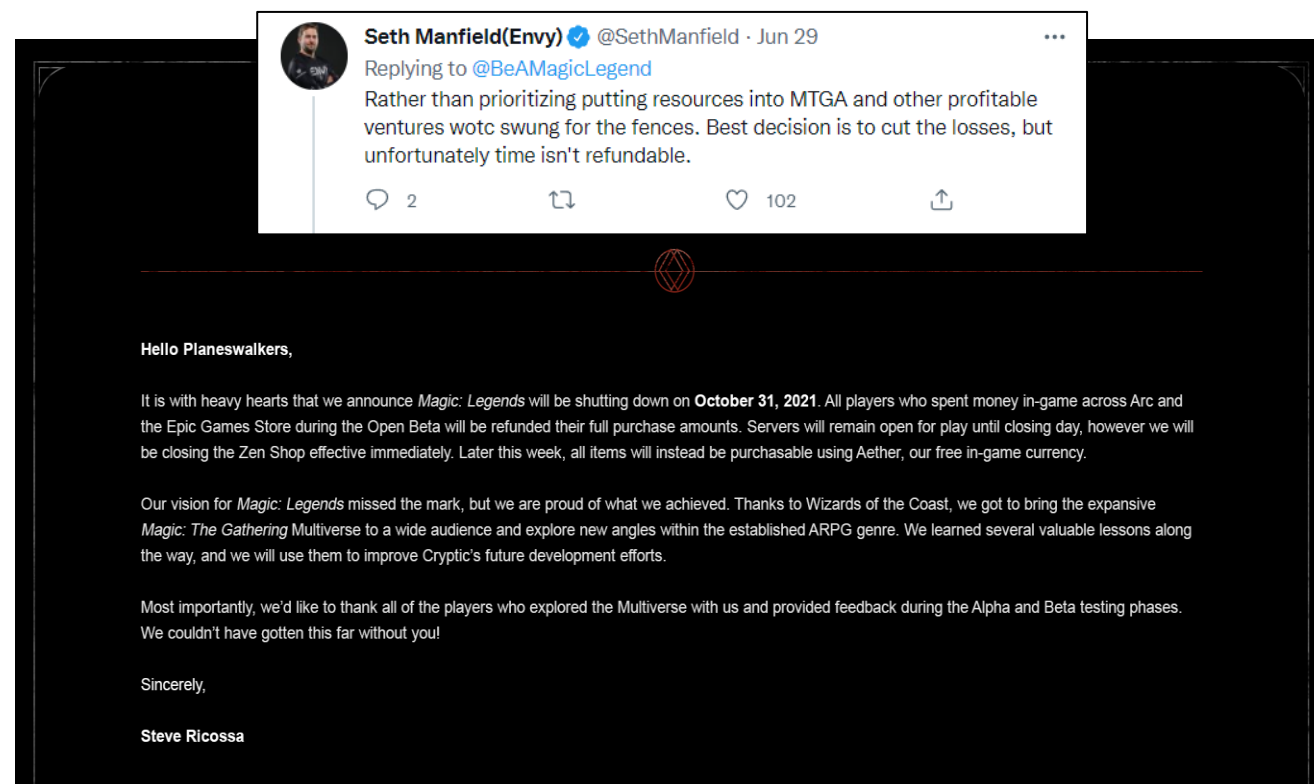 Seth Manfield(Envy) @SethManfield · Jun 29
Replying to @BeAMagicLegend
Rather than prioritizing putting resources into MTGA and other profitable
ventures wotc swung for the fences. Best decision is to cut the losses, but
unfortunately time isn't refundable.
2 102
Hello Planeswalkers,
It is with heavy hearts that we announce Magic: Legends will be shutting down on October 31, 2021. All players who spent money in-game across Arc and
the Epic Games Store during the Open Beta will be refunded their full purchase amounts. Servers will remain open for play until closing day, however we will
be closing the Zen Shop effective immediately. Later this week, all items will instead be purchasable using Aether, our free in-game currency.
Our vision for Magic: Legends missed the mark, but we are proud of what we achieved. Thanks to Wizards of the Coast, we got to bring the expansive
Magic: The Gathering Multiverse to a wide audience and explore new angles within the established ARPG genre. We learned several valuable lessons along
the way, and we will use them to improve Cryptic's future development efforts.
Most importantly, we'd like to thank all of the players who explored the Multiverse with us and provided feedback during the Alpha and Beta testing phases.
We couldn't have gotten this far without you!
Sincerely,
Steve Ricossa